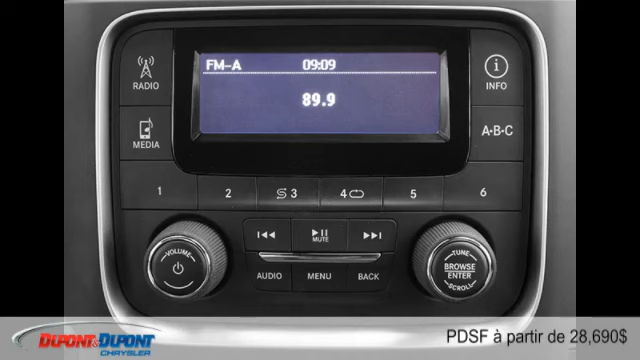 FM-A 09:09
89.9
RADIO
INFO
MEDIA
A•B•C
1 2 3 4 5 6
MUTE
VOLUME
TUNE
BROWSE
ENTER
SCROLL
AUDIO MENU BACK
DUPONT & DUPONT
CHRYSLER
PDSF à partir de 28,690$